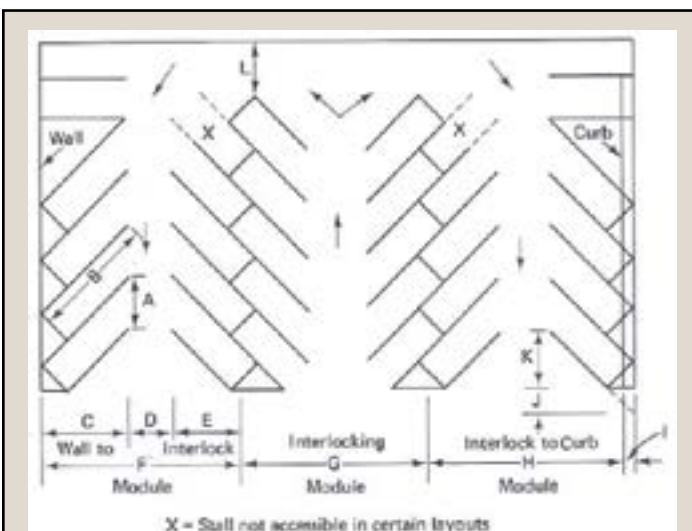 L
X
X
Wall
Curb
B
A
K
J
I
C D E
Wall to Interlock
Interlocking
Interlock to Curb
F
G
H
Module
Module
Module
X - Stall not accessible in certain layouts